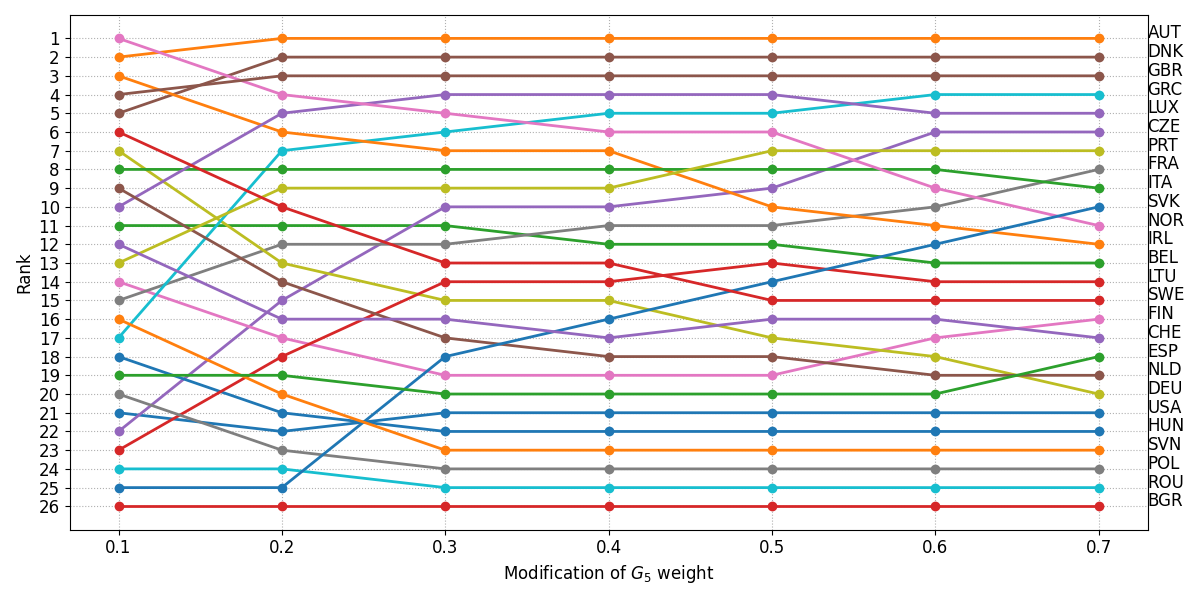 1
2
3
4
5
6
7
8
9
10
11
12
13
14
15
16
17
18
19
20
21
22
23
24
25
26
Rank
0.1 0.2 0.3 0.4 0.5 0.6 0.7
Modification of G5 weight
AUT
DNK
GBR
GRC
LUX
CZE
PRT
FRA
ITA
SVK
NOR
IRL
BEL
LTU
SWE
FIN
CHE
ESP
NLD
DEU
USA
HUN
SVN
POL
ROU
BGR